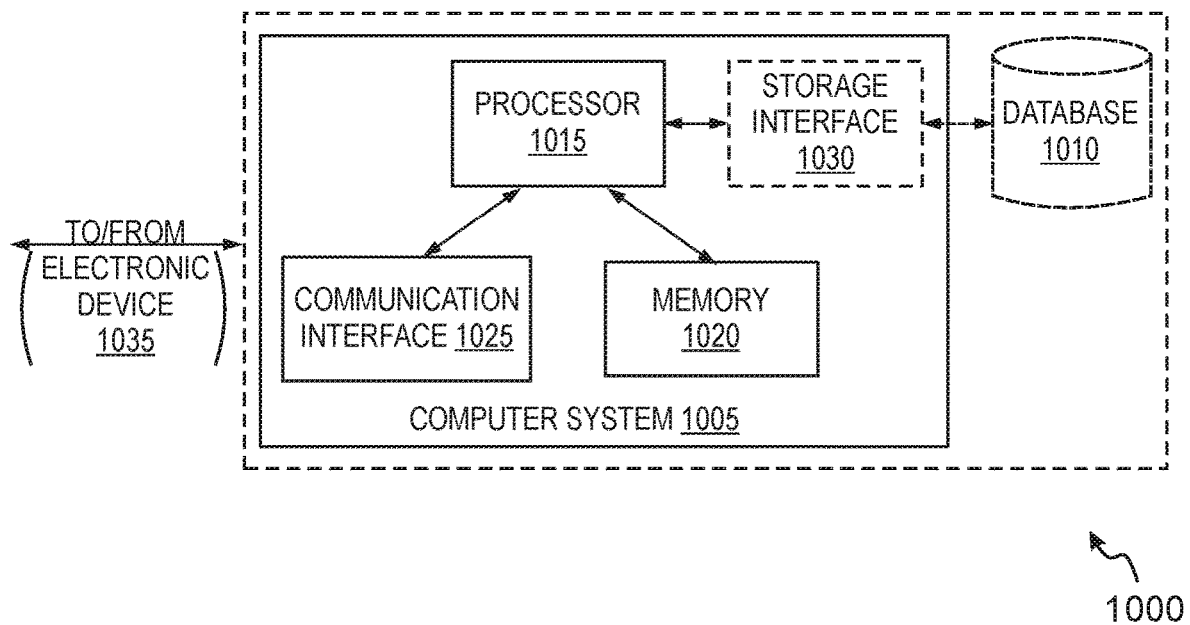 PROCESSOR
1015
STORAGE
INTERFACE
1030
DATABASE
1010
TO/FROM
ELECTRONIC
DEVICE
1035
COMMUNICATION
INTERFACE 1025
MEMORY
1020
COMPUTER SYSTEM 1005
1000